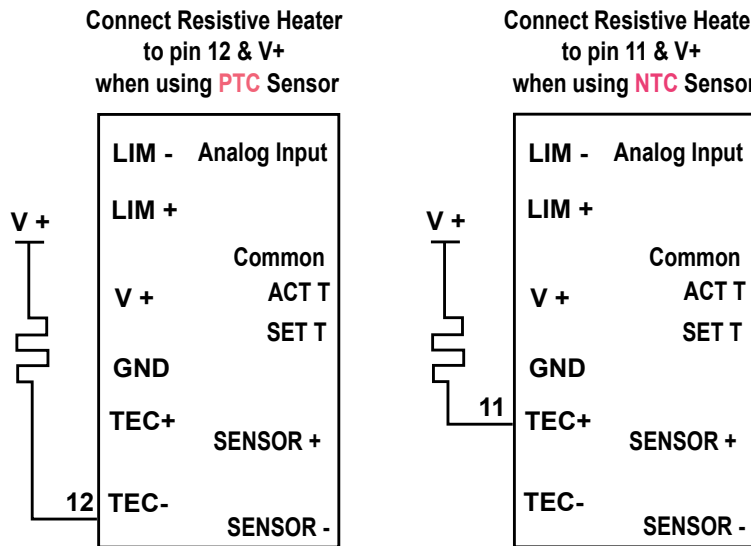 Connect Resistive Heater
to pin 12 & V+
when using PTC Sensor
LIM -
Analog Input
LIM +
V +
Common
V +
ACT T
SET T
GND
TEC+
SENSOR +
12
TEC-
SENSOR -
Connect Resistive Heate
to pin 11 & V+
when using NTC Sensor
LIM -
Analog Input
LIM +
V +
Common
V +
ACT T
SET T
GND
11
TEC+
SENSOR +
TEC-
SENSOR -